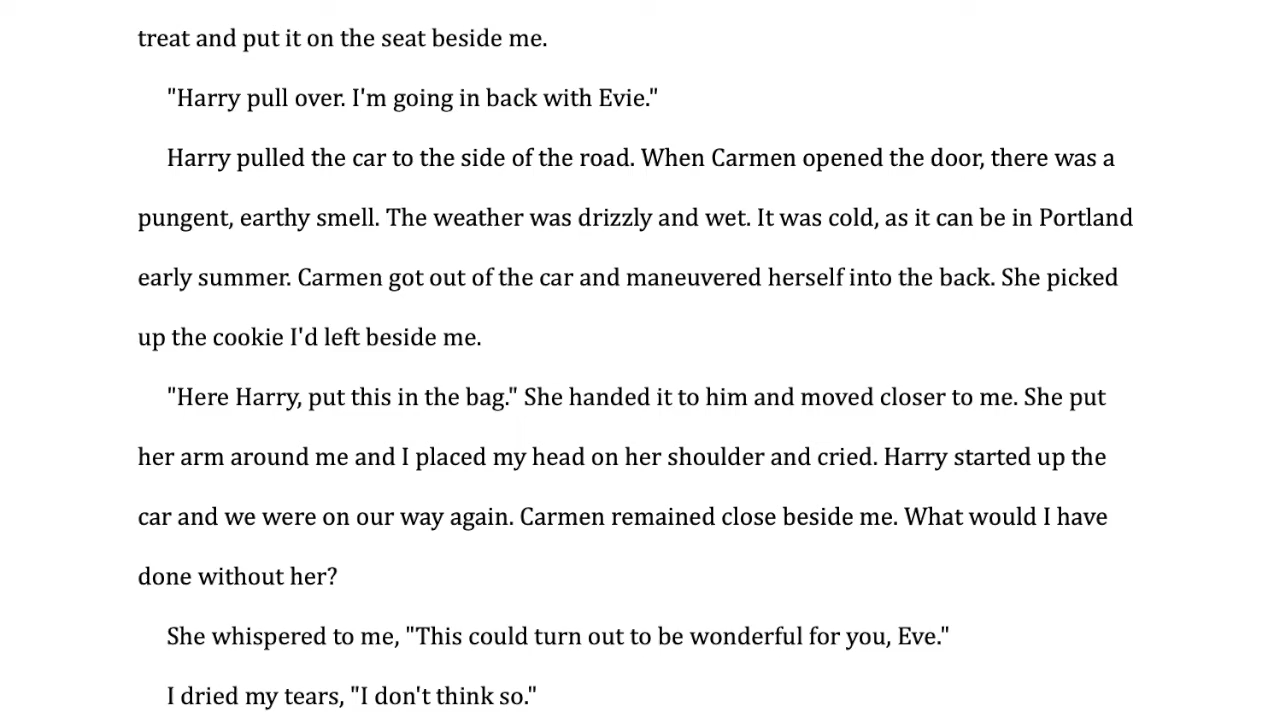 treat and put it on the seat beside me.
"Harry pull over. I'm going in back with Evie."
Harry pulled the car to the side of the road. When Carmen opened the door, there was a
pungent, earthy smell. The weather was drizzly and wet. It was cold, as it can be in Portland
early summer. Carmen got out of the car and maneuvered herself into the back. She picked
up the cookie I'd left beside me.
"Here Harry, put this in the bag." She handed it to him and moved closer to me. She put
her arm around me and I placed my head on her shoulder and cried. Harry started up the
car and we were on our way again. Carmen remained close beside me. What would I have
done without her?
She whispered to me, "This could turn out to be wonderful for you, Eve."
I dried my tears, "I don't think so."